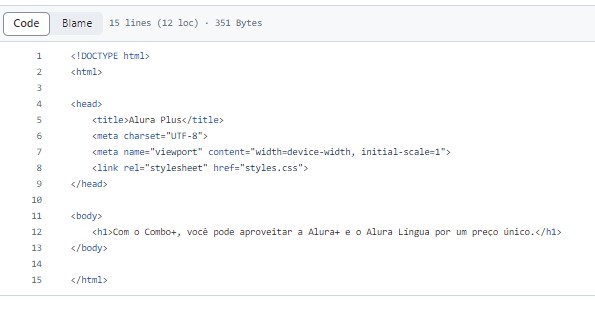 Code Blame 15 lines (12 loc) · 351 Bytes
1 <!DOCTYPE html>
2 <html>
3
4 <head>
5 <title>Alura Plus</title>
6 <meta charset="UTF-8">
7 <meta name="viewport" content="width=device-width, initial-scale=1">
8 <link rel="stylesheet" href="styles.css">
9 </head>
10
11 <body>
12 <h1>Com o Combo+, você pode aproveitar a Alura+ e o Alura Língua por um preço único.</h1>
13 </body>
14
15 </html>